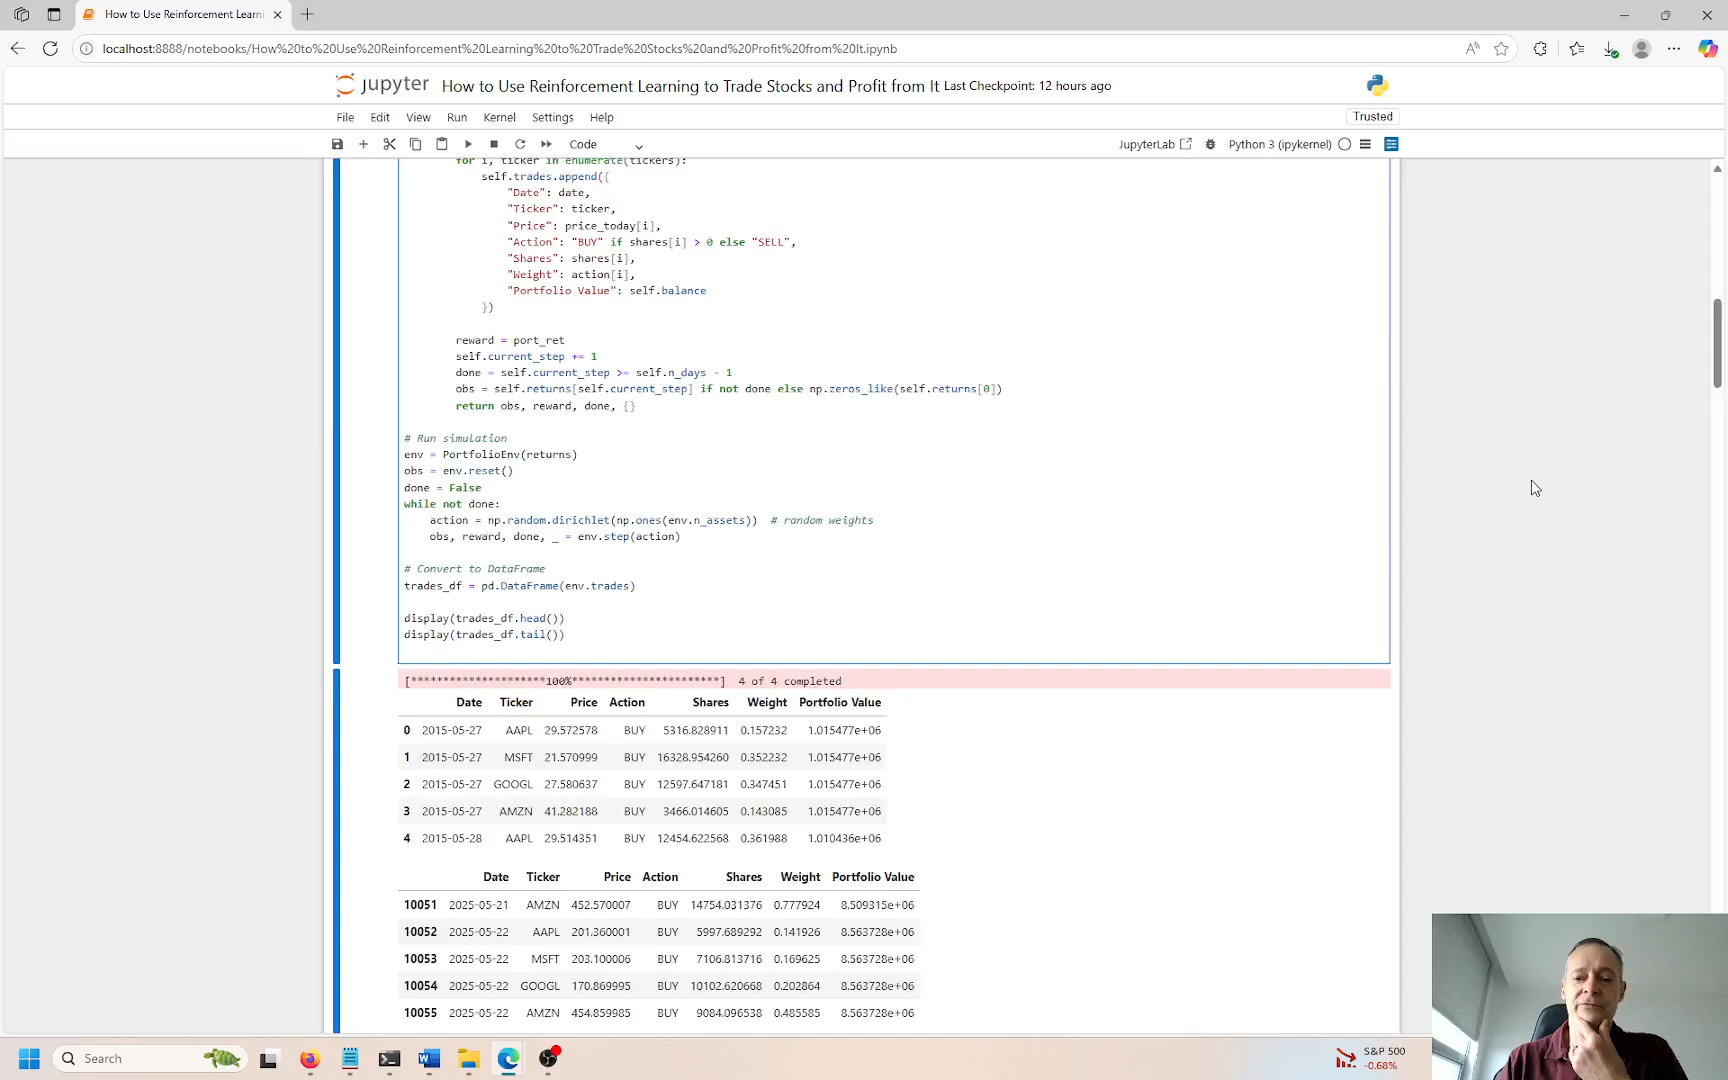 How to Use Reinforcement Learni
localhost:8888/notebooks/How%20to%20Use%20Reinforcement%20Learning%20to%20Trade%20Stocks%20and%20Profit%20from%20It.ipynb
jupyter How to Use Reinforcement Learning to Trade Stocks and Profit from It Last Checkpoint: 12 hours ago
File Edit View Run Kernel Settings Help
Trusted
Code
JupyterLab Python 3 (ipykernel)
for i, ticker in enumerate(tickers):
self.trades.append({
"Date": date,
"Ticker": ticker,
"Price": price_today[i],
"Action": "BUY" if shares[i] > 0 else "SELL",
"Shares": shares[i],
"Weight": action[i],
"Portfolio Value": self.balance
})
reward = port_ret
self.current_step += 1
done = self.current_step >= self.n_days - 1
obs = self.returns[self.current_step] if not done else np.zeros_like(self.returns[0])
return obs, reward, done, {}
# Run simulation
env = PortfolioEnv(returns)
obs = env.reset()
done = False
while not done:
action = np.random.dirichlet(np.ones(env.n_assets)) # random weights
obs, reward, done, _ = env.step(action)
# Convert to DataFrame
trades_df = pd.DataFrame(env.trades)
display(trades_df.head())
display(trades_df.tail())
[*********************100%***********************] 4 of 4 completed
Date Ticker Price Action Shares Weight Portfolio Value
0 2015-05-27 AAPL 29.572578 BUY 5316.828911 0.157232 1.015477e+06
1 2015-05-27 MSFT 21.570999 BUY 16328.954260 0.352232 1.015477e+06
2 2015-05-27 GOOGL 27.580637 BUY 12597.647181 0.347451 1.015477e+06
3 2015-05-27 AMZN 41.282188 BUY 3466.014605 0.143085 1.015477e+06
4 2015-05-28 AAPL 29.514351 BUY 12454.622568 0.361988 1.010436e+06
Date Ticker Price Action Shares Weight Portfolio Value
10051 2025-05-21 AMZN 452.570007 BUY 14754.031376 0.777924 8.509315e+06
10052 2025-05-22 AAPL 201.360001 BUY 5997.689292 0.141926 8.563728e+06
10053 2025-05-22 MSFT 203.100006 BUY 7106.813716 0.169625 8.563728e+06
10054 2025-05-22 GOOGL 170.869995 BUY 10102.620668 0.202864 8.563728e+06
10055 2025-05-22 AMZN 454.859985 BUY 9084.096538 0.485585 8.563728e+06
Search
S&P 500
-0.68%